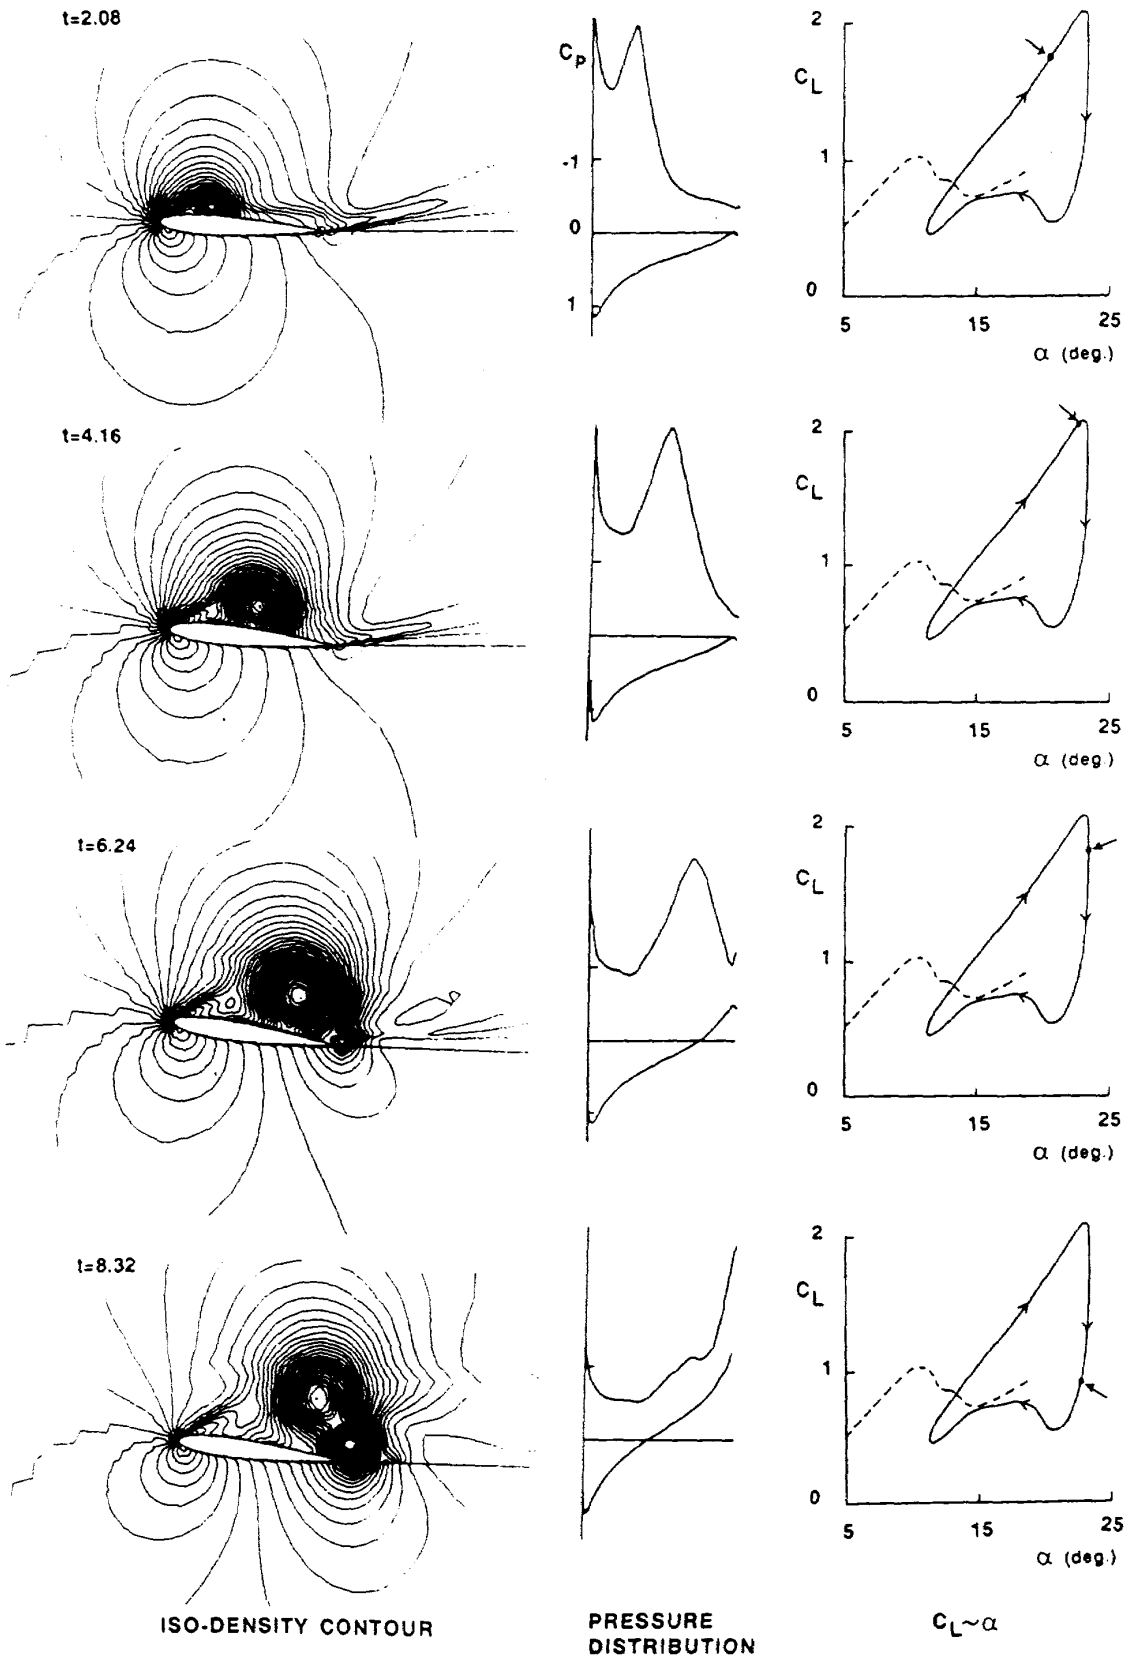 t=2.08
C_P
-1
0
1
2
C_L
1
0
5
15
25
α (deg.)
t=4.16
2
C_L
1
0
5
15
25
α (deg.)
t=6.24
2
C_L
1
0
5
15
25
α (deg.)
t=8.32
2
C_L
1
0
5
15
25
α (deg.)
ISO-DENSITY CONTOUR
PRESSURE
DISTRIBUTION
C_L~α